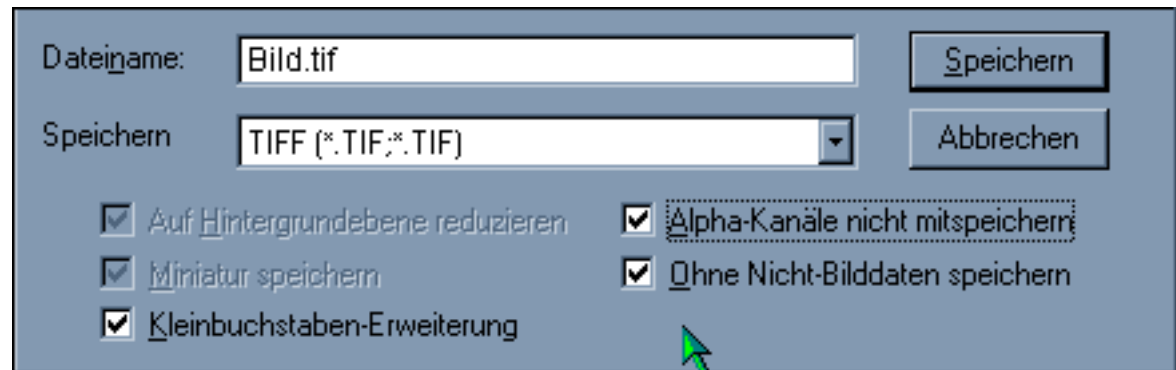 Dateiname: Bild.tif Speichern
Speichern TIFF (*.TIF;*.TIF) Abbrechen
Auf Hintergrundebene reduzieren Alpha-Kanäle nicht mitspeichern
Miniatur speichern Ohne Nicht-Bilddaten speichern
Kleinbuchstaben-Erweiterung